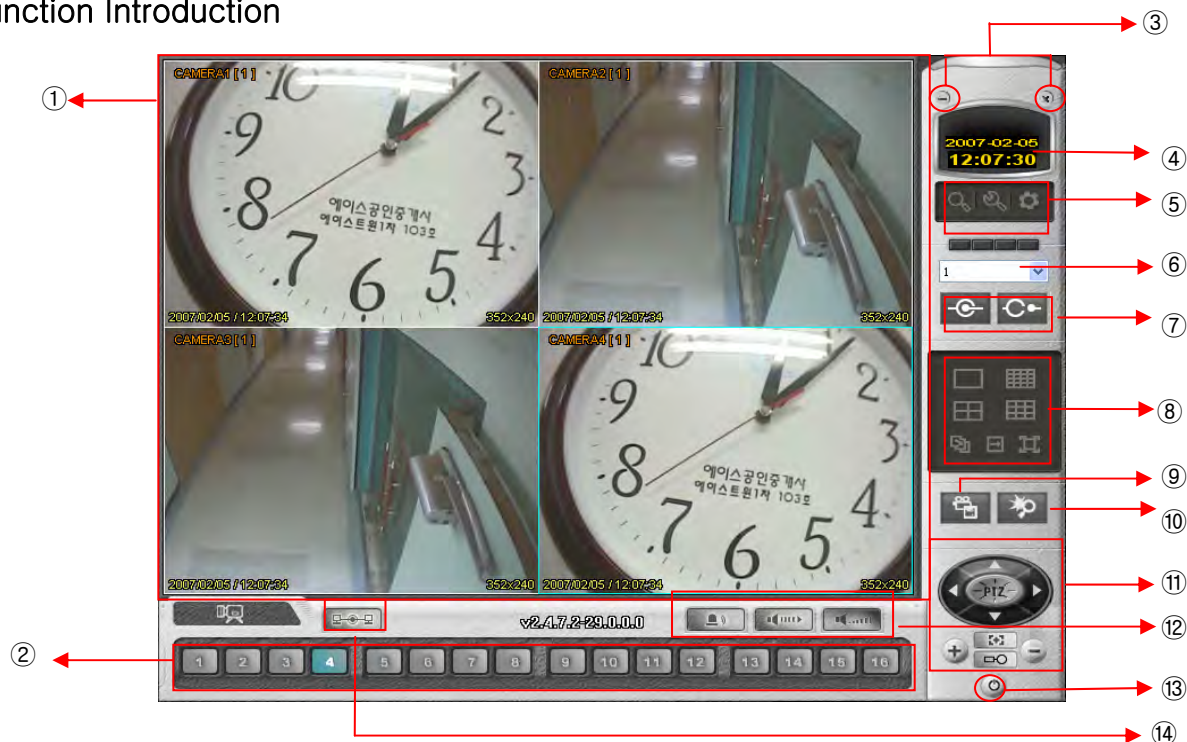 unction Introduction
③
①
CAMERA1 [ 1 ]
10
2
9
3
8
에이스공인중개사
에이스트윈1차 103호
7
6
5
4
2007/02/05 / 12:07:34
352x240
CAMERA2 [ 1 ]
2007/02/05 / 12:07:34
352x240
CAMERA3 [ 1 ]
2007/02/05 / 12:07:34
352x240
CAMERA4 [ 1 ]
10
2
9
3
8
에이스공인중개사
에이스트윈1차 103호
7
6
5
4
2007/02/05 / 12:07:34
352x240
2007-02-05
12:07:30
④
⑤
1
⑥
⑦
⑧
⑨
⑩
PTZ
⑪
v2.4.7.2-29.0.0.0
⑫
②
1 2 3 4 5 6 7 8 9 10 11 12 13 14 15 16
⑬
⑭